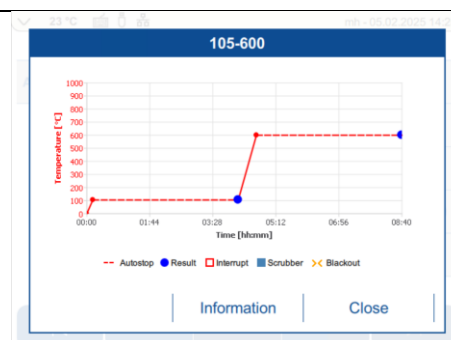 23 °C mh - 05.02.2025 14:2
105-600
1000
900
800
700
600
500
400
300
200
100
0
Temperature [°C]
00:00 01:44 03:28 05:12 06:56 08:40
Time [hh:mm]
Autostop Result Interrupt Scrubber Blackout
Information Close